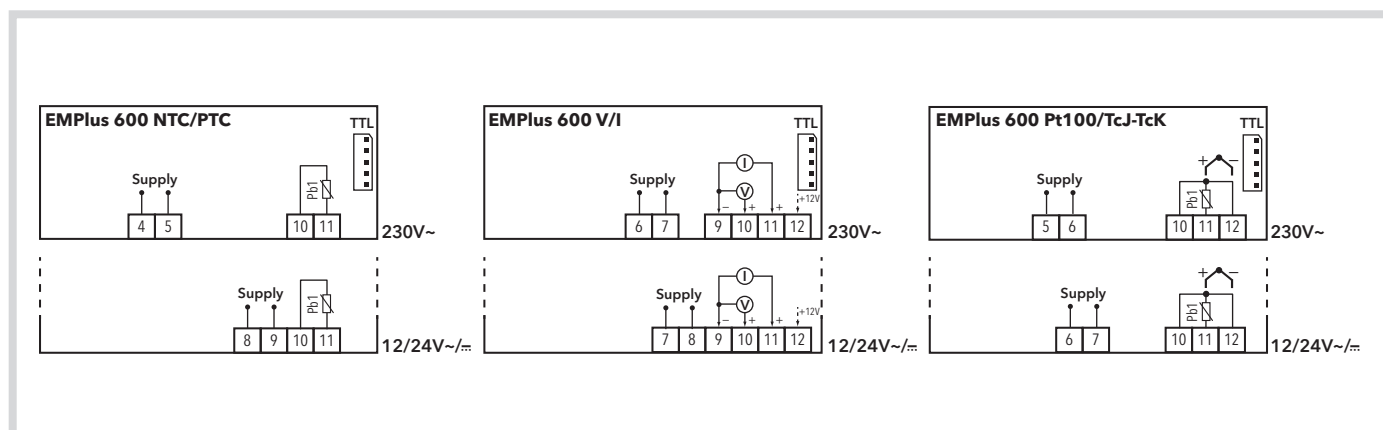 EMPlus 600 NTC/PTC
TTL
Supply
Pb1
4 5
10 11
230V~
Supply
Pb1
8 9 10 11
12/24V~/⎓
EMPlus 600 V/I
TTL
I
V
Supply
− + + +12V
6 7
9 10 11 12
230V~
I
V
Supply
− + + +12V
7 8 9 10 11 12
12/24V~/⎓
EMPlus 600 Pt100/TcJ-TcK
TTL
+ −
Supply
Pb1
5 6
10 11 12
230V~
+ −
Supply
Pb1
6 7
10 11 12
12/24V~/⎓